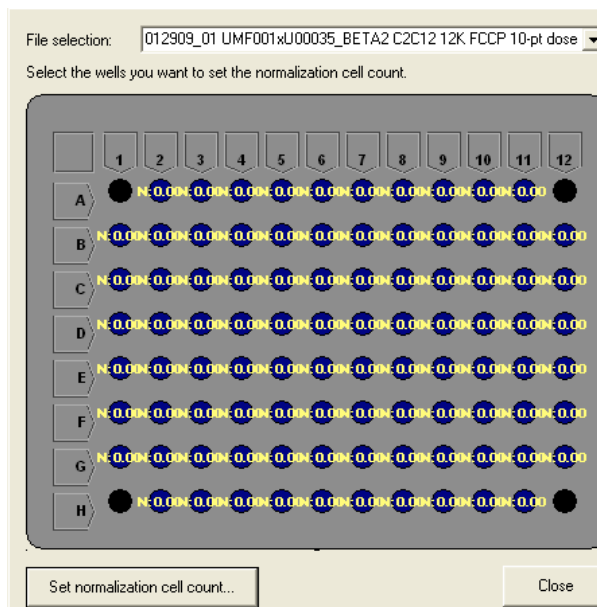 File selection: 012909_01 UMF001xU00035_BETA2 C2C12 12K FCCP 10-pt dose
Select the wells you want to set the normalization cell count.
1 2 3 4 5 6 7 8 9 10 11 12
A N:0.00 N:0.00 N:0.00 N:0.00 N:0.00 N:0.00 N:0.00 N:0.00 N:0.00 N:0.00
B N:0.00 N:0.00 N:0.00 N:0.00 N:0.00 N:0.00 N:0.00 N:0.00 N:0.00 N:0.00 N:0.00 N:0.00
C N:0.00 N:0.00 N:0.00 N:0.00 N:0.00 N:0.00 N:0.00 N:0.00 N:0.00 N:0.00 N:0.00 N:0.00
D N:0.00 N:0.00 N:0.00 N:0.00 N:0.00 N:0.00 N:0.00 N:0.00 N:0.00 N:0.00 N:0.00 N:0.00
E N:0.00 N:0.00 N:0.00 N:0.00 N:0.00 N:0.00 N:0.00 N:0.00 N:0.00 N:0.00 N:0.00 N:0.00
F N:0.00 N:0.00 N:0.00 N:0.00 N:0.00 N:0.00 N:0.00 N:0.00 N:0.00 N:0.00 N:0.00 N:0.00
G N:0.00 N:0.00 N:0.00 N:0.00 N:0.00 N:0.00 N:0.00 N:0.00 N:0.00 N:0.00 N:0.00 N:0.00
H N:0.00 N:0.00 N:0.00 N:0.00 N:0.00 N:0.00 N:0.00 N:0.00 N:0.00 N:0.00
Set normalization cell count... Close